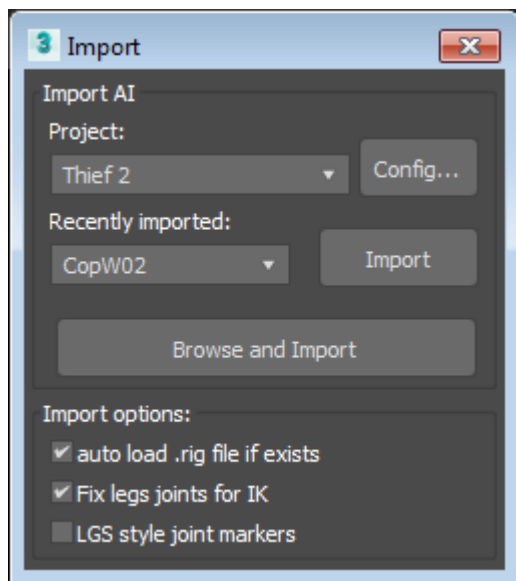 3 Import
Import AI
Project:
Thief 2
Config...
Recently imported:
CopW02
Import
Browse and Import
Import options:
auto load .rig file if exists
Fix legs joints for IK
LGS style joint markers